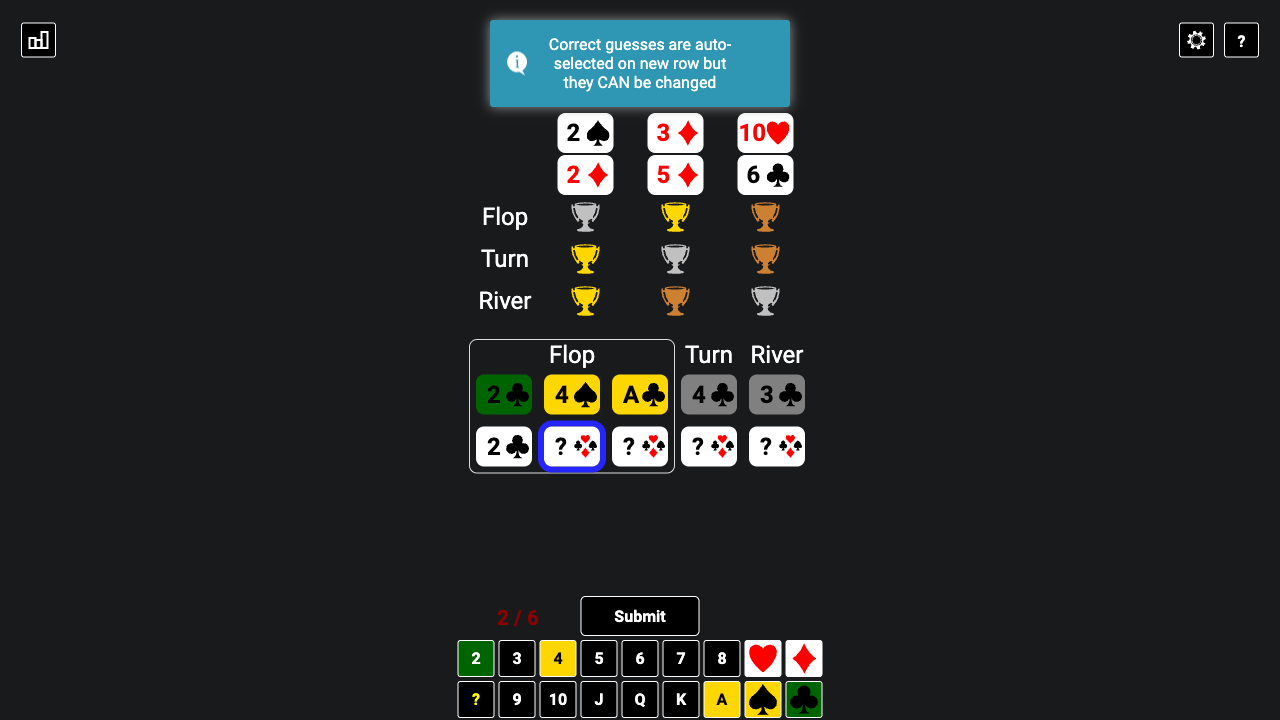 Correct guesses are auto-
selected on new row but
they CAN be changed
?
2 3 10
2 5 6
Flop
Turn
River
Flop Turn River
2 4 A 4 3
2 ? ? ? ?
2 / 6 Submit
2 3 4 5 6 7 8
? 9 10 J Q K A